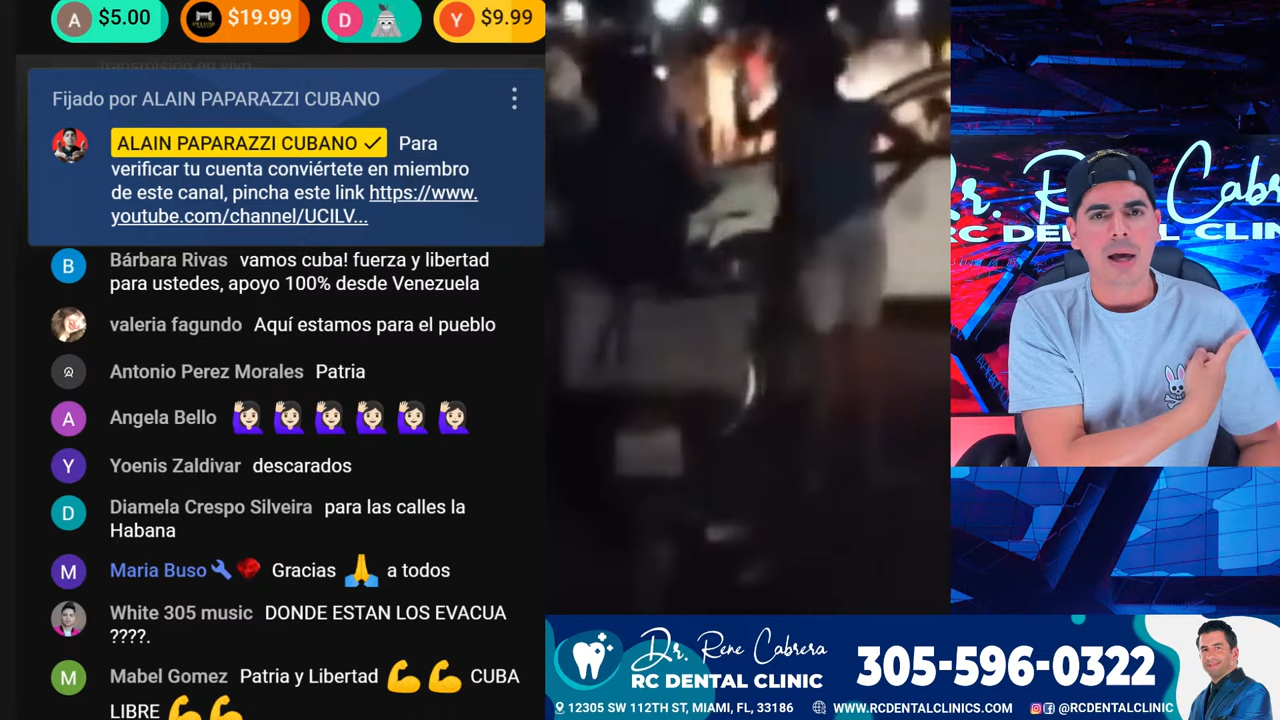 A $5.00
$19.99
D
Y $9.99
Fijado por ALAIN PAPARAZZI CUBANO
ALAIN PAPARAZZI CUBANO Para
verificar tu cuenta conviértete en miembro
de este canal, pincha este link https://www.
youtube.com/channel/UCILV...
B Bárbara Rivas vamos cuba! fuerza y libertad
para ustedes, apoyo 100% desde Venezuela
valeria fagundo Aquí estamos para el pueblo
Antonio Perez Morales Patria
A Angela Bello 🙋🏻‍♀️🙋🏻‍♀️🙋🏻‍♀️🙋🏻‍♀️🙋🏻‍♀️🙋🏻‍♀️
Y Yoenis Zaldivar descarados
D Diamela Crespo Silveira para las calles la
Habana
M Maria Buso Gracias 🙏 a todos
White 305 music DONDE ESTAN LOS EVACUA
????.
M Mabel Gomez Patria y Libertad 💪💪 CUBA
LIBRE 💪💪
Dr. Rene Cabrera
RC DENTAL CLINIC
305-596-0322
12305 SW 112TH ST, MIAMI, FL, 33186
WWW.RCDENTALCLINICS.COM
@RCDENTALCLINIC